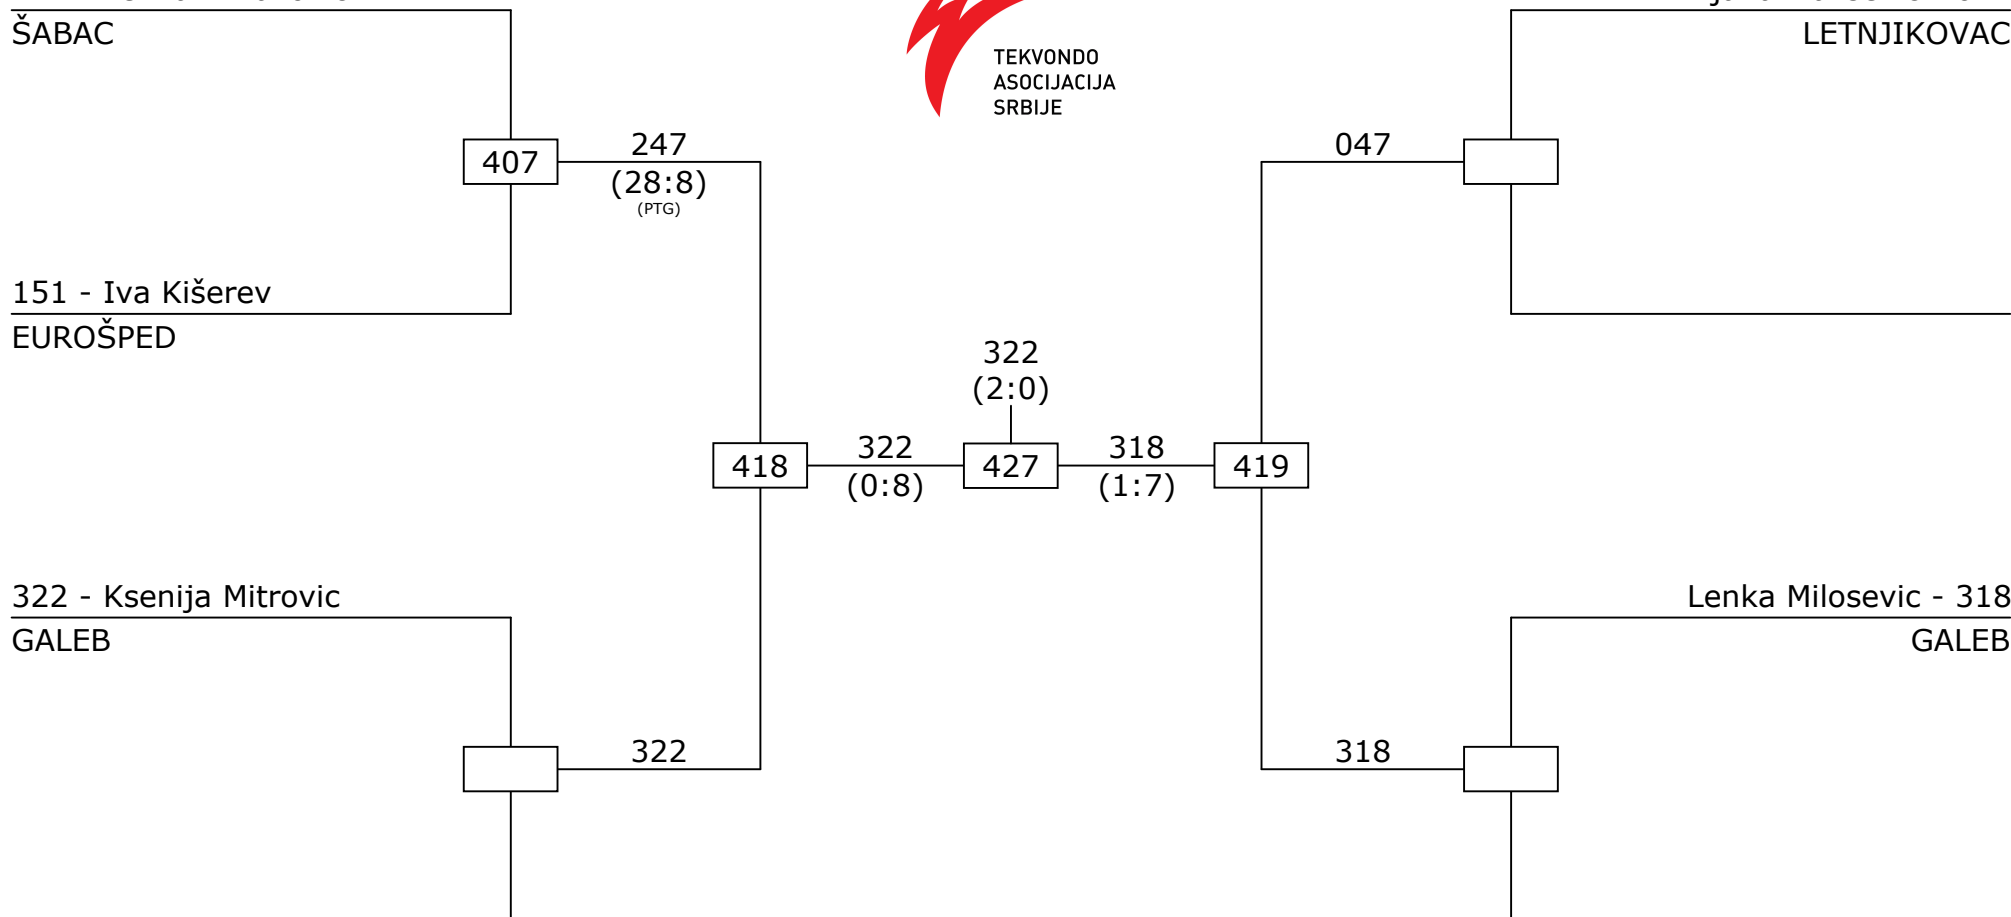 ŠABAC
LETNJIKOVAC
TEKVONDO
ASOCIJACIJA
SRBIJE
407
247
(28:8)
(PTG)
047
151 - Iva Kišerev
EUROŠPED
322
(2:0)
418
322
(0:8)
427
318
(1:7)
419
322 - Ksenija Mitrovic
GALEB
Lenka Milosevic - 318
GALEB
322
318